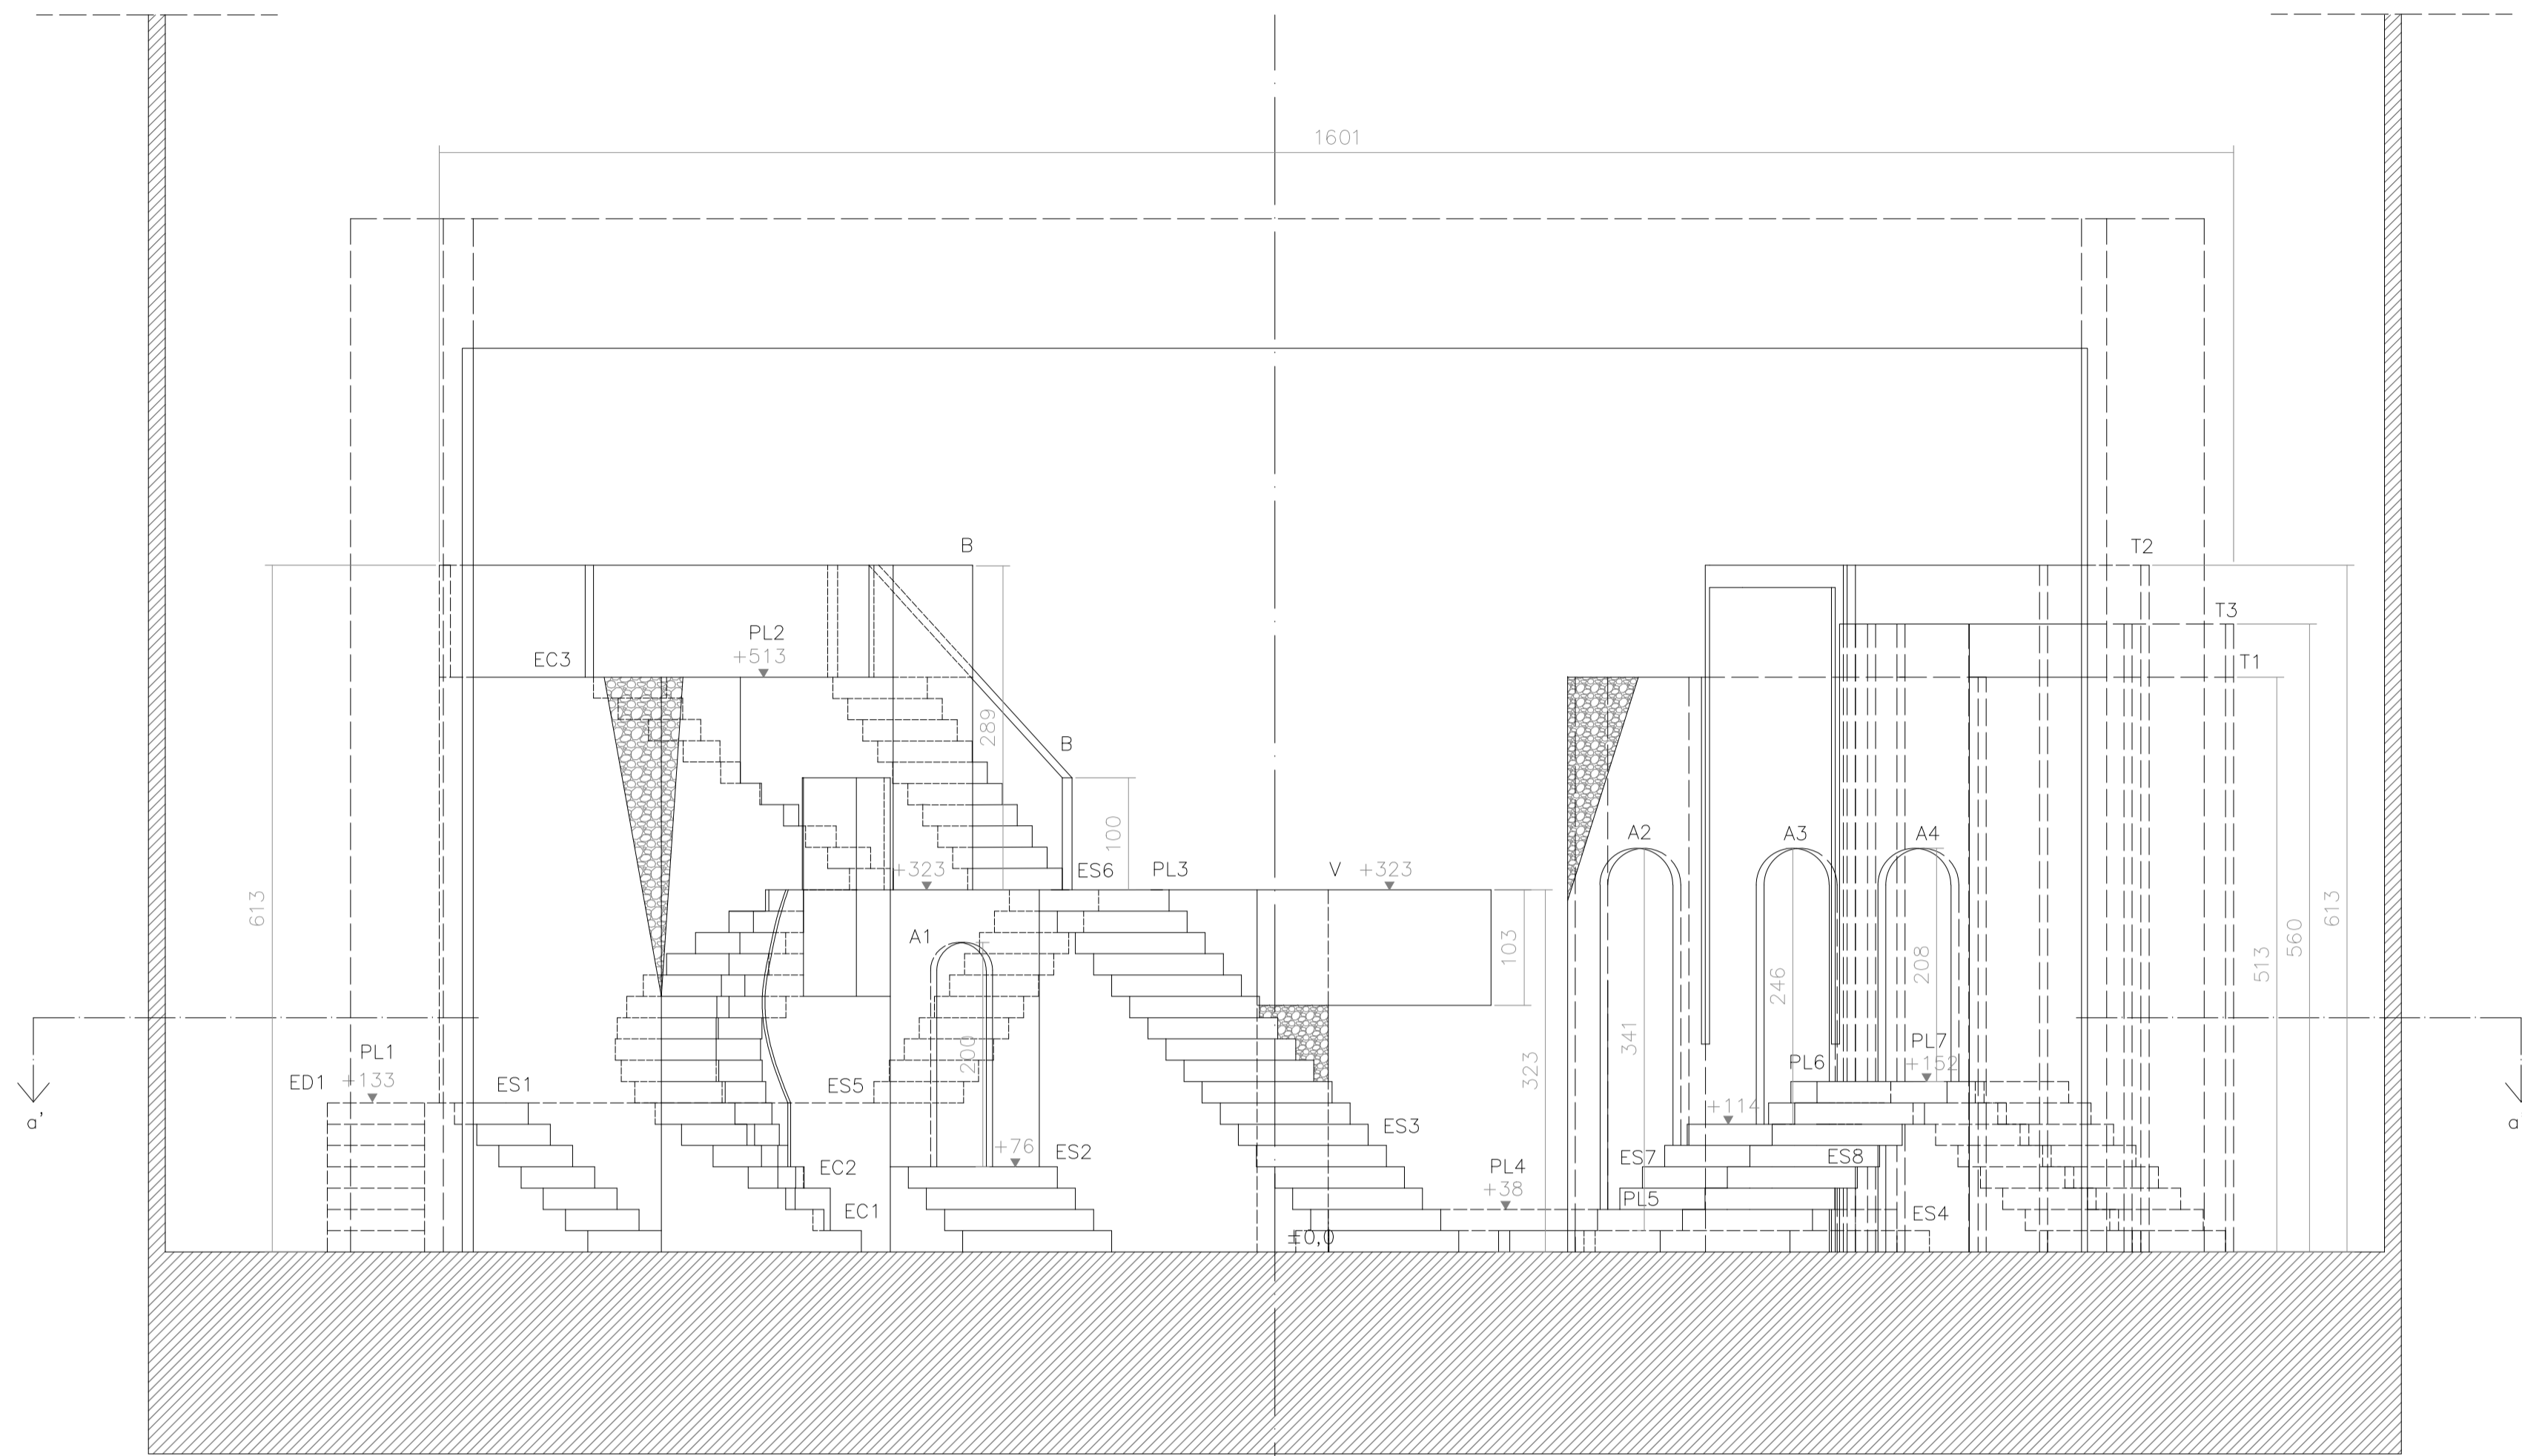 1601
B
T2
T3
PL2
+513
EC3
T1
289
B
613
100
A2
A3
A4
+323
ES6
PL3
V
+323
613
560
513
103
A1
246
208
341
323
200
PL1
+133
ED1
ES1
ES5
PL6
PL7
+152
+114
a'
ES3
a'
+76
ES2
EC2
PL4
+38
ES7
ES8
PL5
EC1
ES4
±0,0